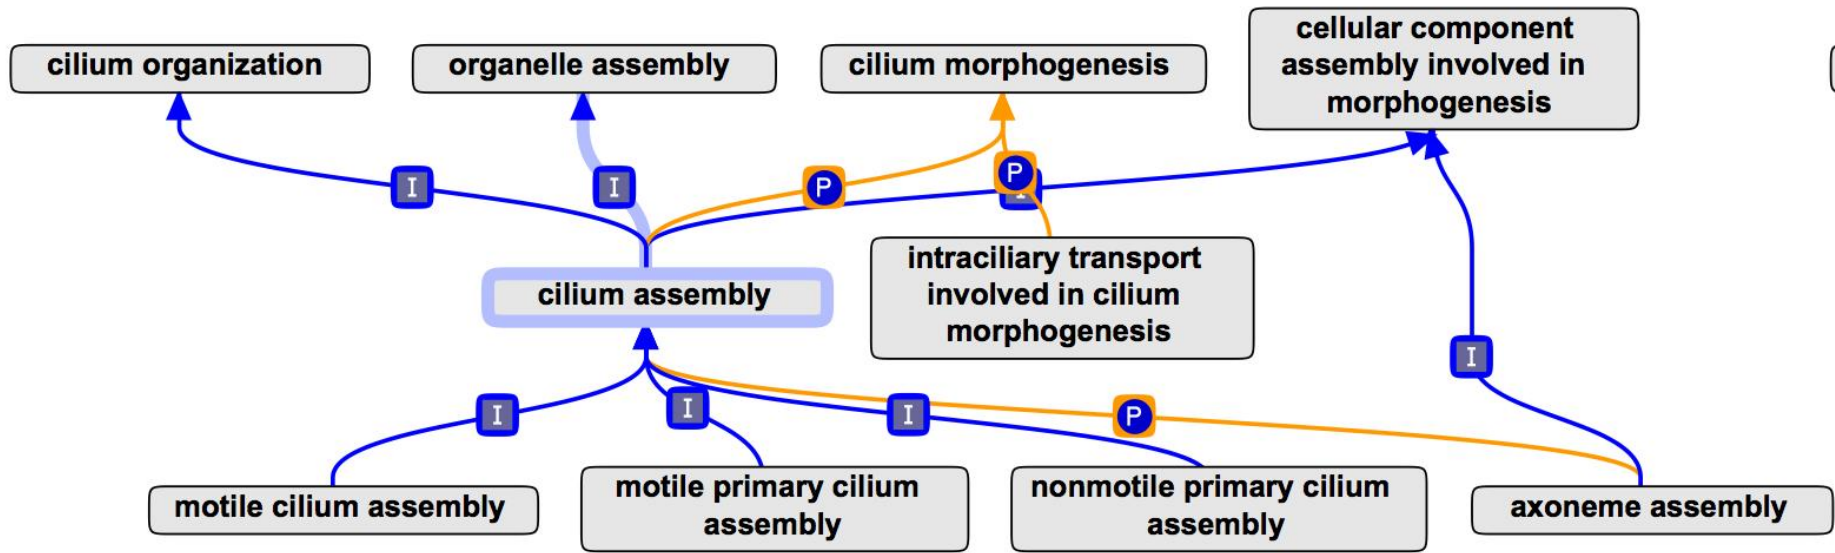 cilium organization
organelle assembly
cilium morphogenesis
cellular component
assembly involved in
morphogenesis
I
I
P
P
I
intraciliary transport
involved in cilium
morphogenesis
cilium assembly
I
I
I
I
P
motile cilium assembly
motile primary cilium
assembly
nonmotile primary cilium
assembly
axoneme assembly